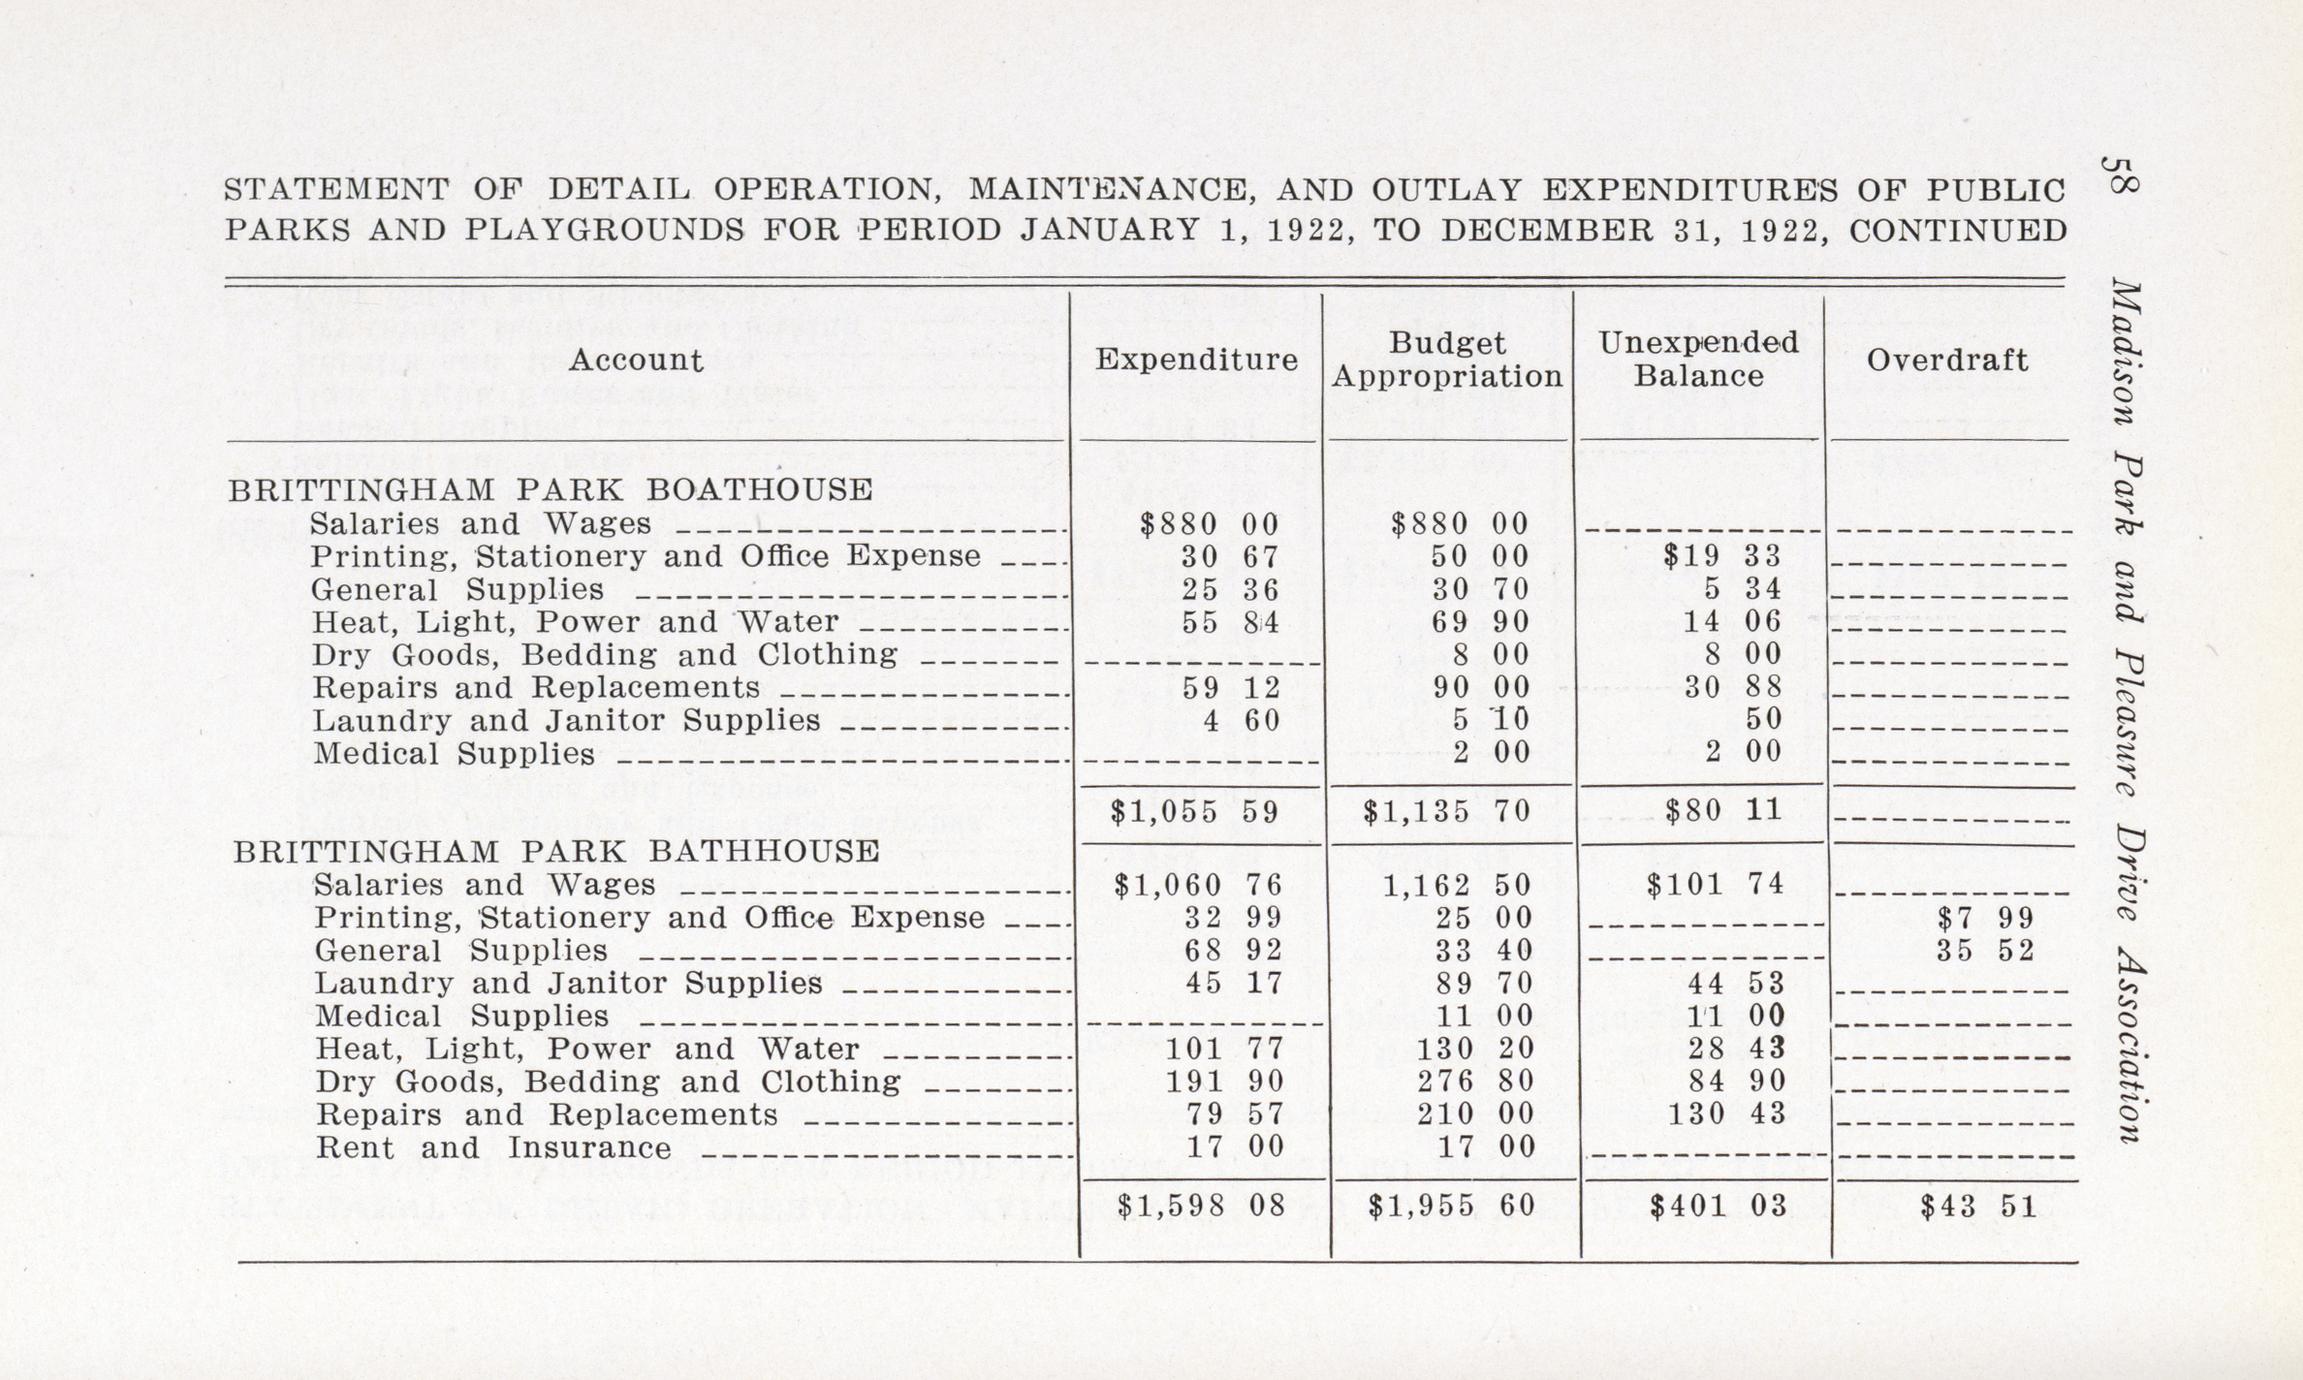 58
Madison Park and Pleasure Drive Association
STATEMENT OF DETAIL OPERATION, MAINTENANCE, AND OUTLAY EXPENDITURES OF PUBLIC
PARKS AND PLAYGROUNDS FOR PERIOD JANUARY 1, 1922, TO DECEMBER 31, 1922, CONTINUED
Account Expenditure Budget Appropriation Unexpended Balance Overdraft
BRITTINGHAM PARK BOATHOUSE
Salaries and Wages $880 00 $880 00
Printing, Stationery and Office Expense 30 67 50 00 $19 33
General Supplies 25 36 30 70 5 34
Heat, Light, Power and Water 55 84 69 90 14 06
Dry Goods, Bedding and Clothing 8 00 8 00
Repairs and Replacements 59 12 90 00 30 88
Laundry and Janitor Supplies 4 60 5 10 50
Medical Supplies 2 00 2 00
$1,055 59 $1,135 70 $80 11
BRITTINGHAM PARK BATHHOUSE
Salaries and Wages $1,060 76 1,162 50 $101 74
Printing, Stationery and Office Expense 32 99 25 00 $7 99
General Supplies 68 92 33 40 35 52
Laundry and Janitor Supplies 45 17 89 70 44 53
Medical Supplies 11 00 11 00
Heat, Light, Power and Water 101 77 130 20 28 43
Dry Goods, Bedding and Clothing 191 90 276 80 84 90
Repairs and Replacements 79 57 210 00 130 43
Rent and Insurance 17 00 17 00
$1,598 08 $1,955 60 $401 03 $43 51